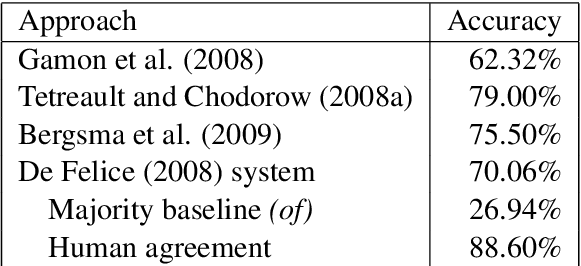 Approach Accuracy
Gamon et al. (2008) 62.32%
Tetreault and Chodorow (2008a) 79.00%
Bergsma et al. (2009) 75.50%
De Felice (2008) system 70.06%
Majority baseline (of) 26.94%
Human agreement 88.60%